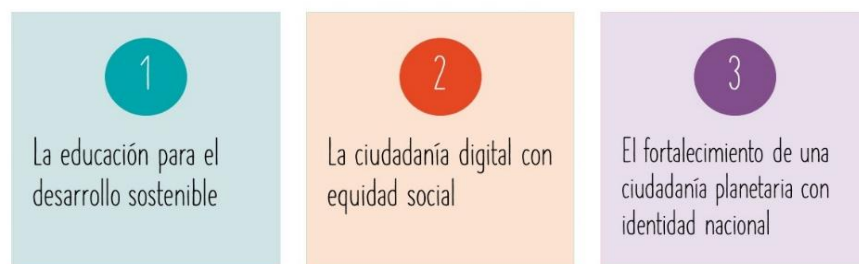 1
La educación para el
desarrollo sostenible
2
La ciudadanía digital con
equidad social
3
El fortalecimiento de una
ciudadanía planetaria con
identidad nacional